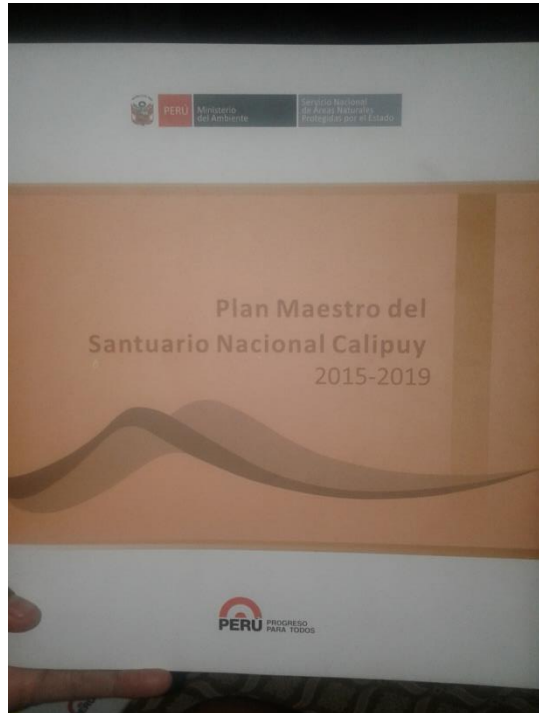 PERÚ
Ministerio
del Ambiente
Servicio Nacional
de Áreas Naturales
Protegidas por el Estado
Plan Maestro del
Santuario Nacional Calipuy
2015-2019
PERÚ
PROGRESO
PARA TODOS